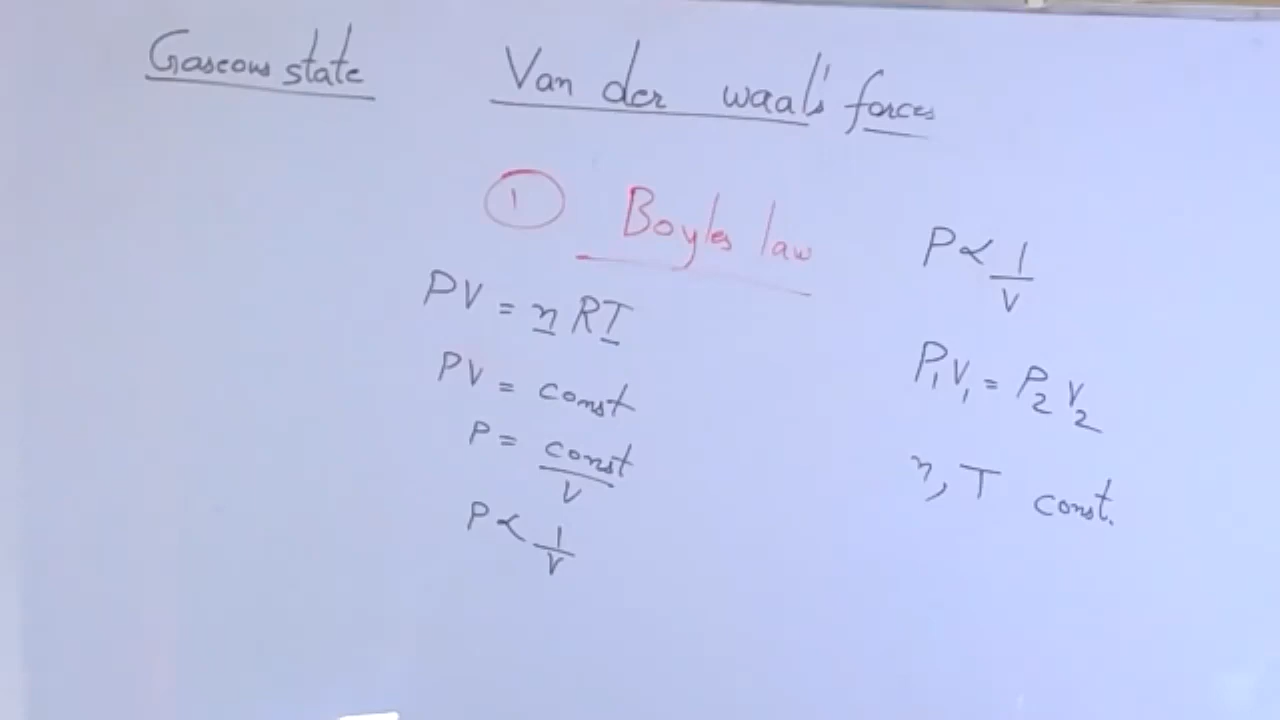 Gaseous state
Van der waal's forces
① Boyles law
PV = nRT
PV = const
P = const/V
P ∝ 1/V
P ∝ 1/V
P₁V₁ = P₂V₂
n, T const.